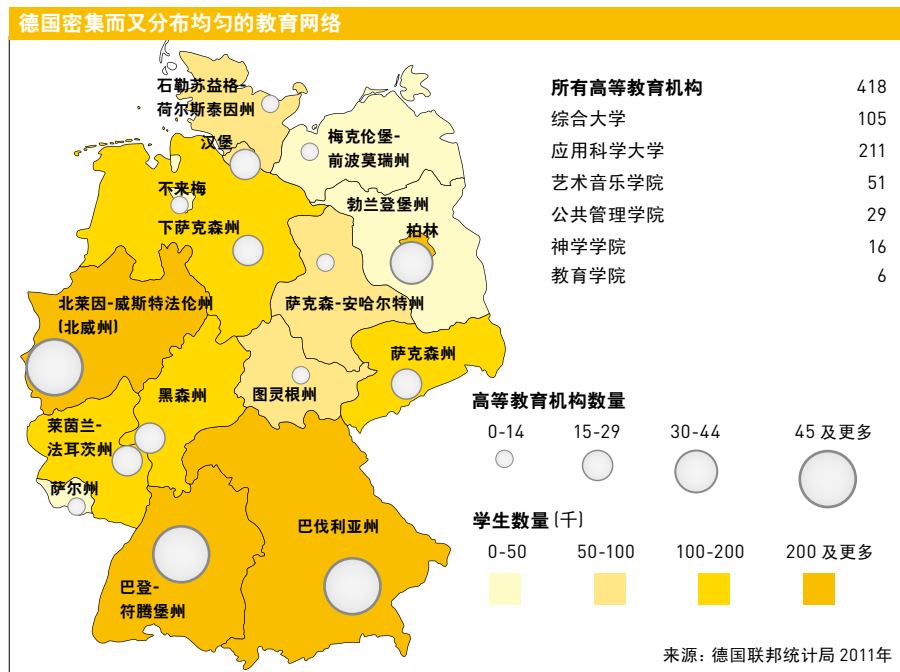 德国密集而又分布均匀的教育网络
石勒苏益格-
荷尔斯泰因州
汉堡
梅克伦堡-
前波莫瑞州
不来梅
下萨克森州
勃兰登堡州
柏林
萨克森-安哈尔特州
北莱因-威斯特法伦州
(北威州)
萨克森州
黑森州
图灵根州
莱茵兰-
法耳茨州
萨尔州
巴伐利亚州
巴登-
符腾堡州
所有高等教育机构 418
综合大学 105
应用科学大学 211
艺术音乐学院 51
公共管理学院 29
神学学院 16
教育学院 6
高等教育机构数量
0-14 15-29 30-44 45 及更多
学生数量 (千)
0-50 50-100 100-200 200 及更多
来源: 德国联邦统计局 2011年